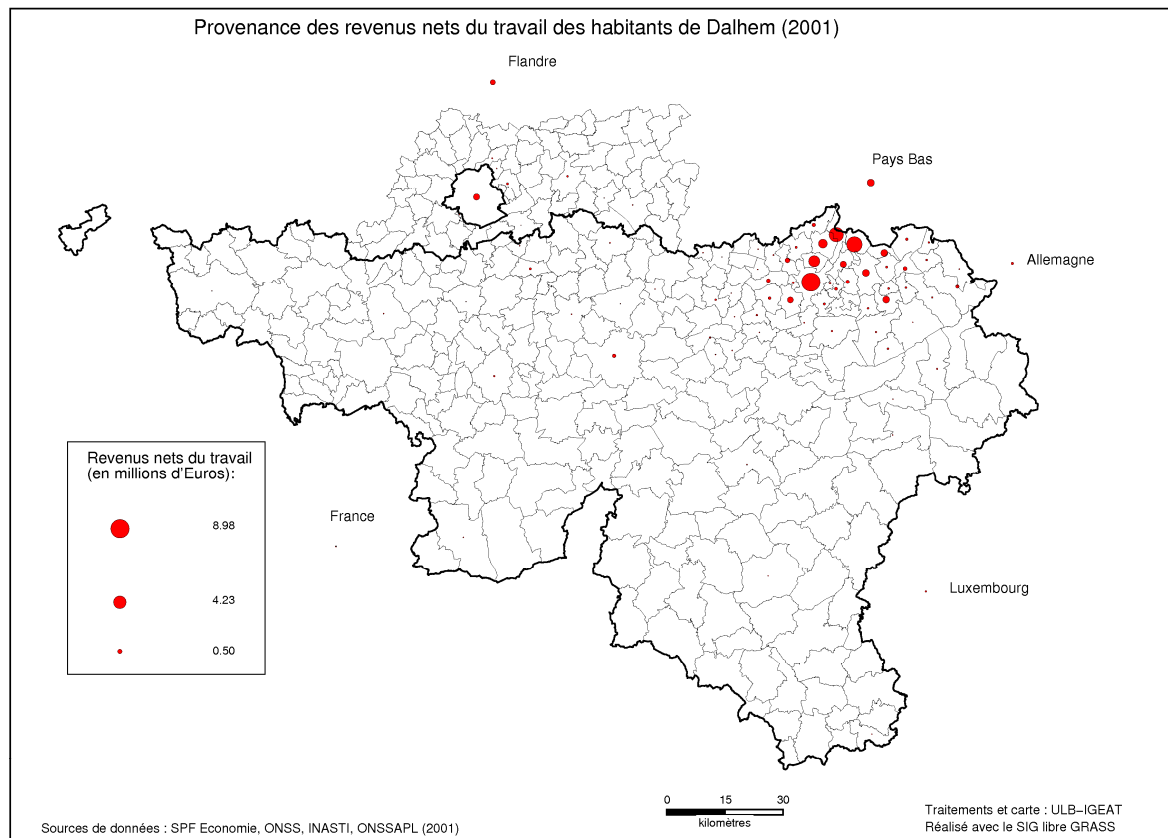 Provenance des revenus nets du travail des habitants de Dalhem (2001)
Flandre
Pays Bas
Allemagne
Revenus nets du travail
(en millions d'Euros):
8.98
4.23
0.50
France
Luxembourg
0 15 30
kilomètres
Sources de données : SPF Economie, ONSS, INASTI, ONSSAPL (2001)
Traitements et carte : ULB–IGEAT
Réalisé avec le SIG libre GRASS